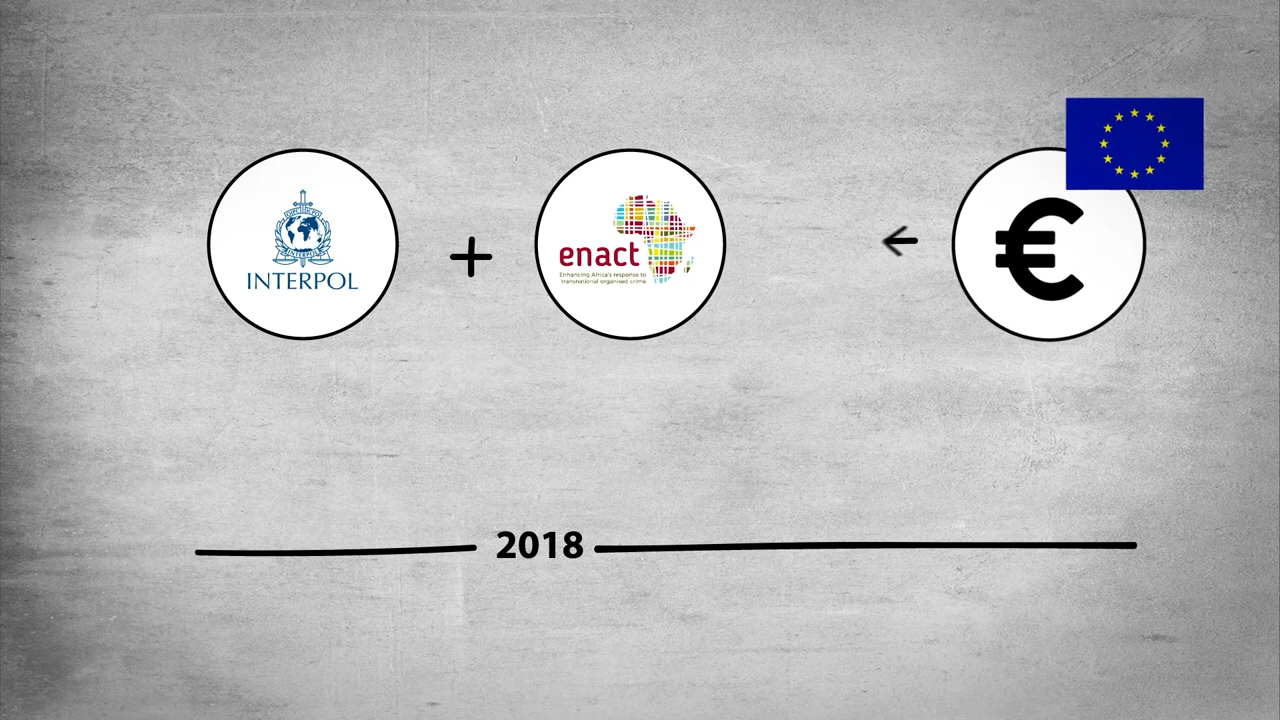 INTERPOL
enact
Enhancing Africa's response to
transnational organised crime
€
2018